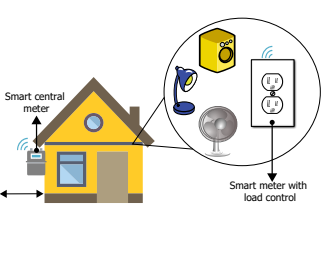 Smart central
meter
Smart meter with
load control